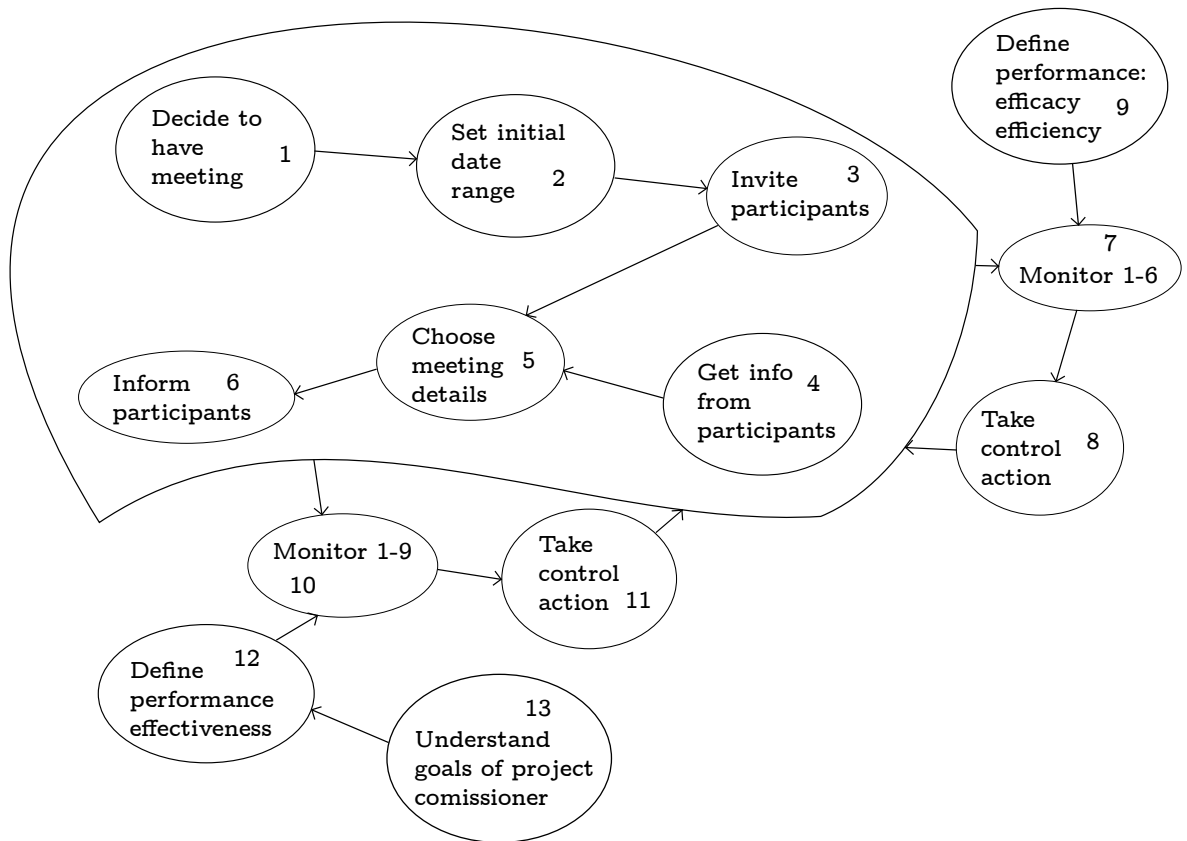 Decide to
have
meeting
1
Set initial
date
range 2
Invite 3
participants
Choose
meeting 5
details
Get info 4
from
participants
Inform 6
participants
Define
performance:
efficacy 9
efficiency
7
Monitor 1-6
Take
control 8
action
Monitor 1-9
10
Take
control
action 11
Define 12
performance
effectiveness
13
Understand
goals of project
comissioner